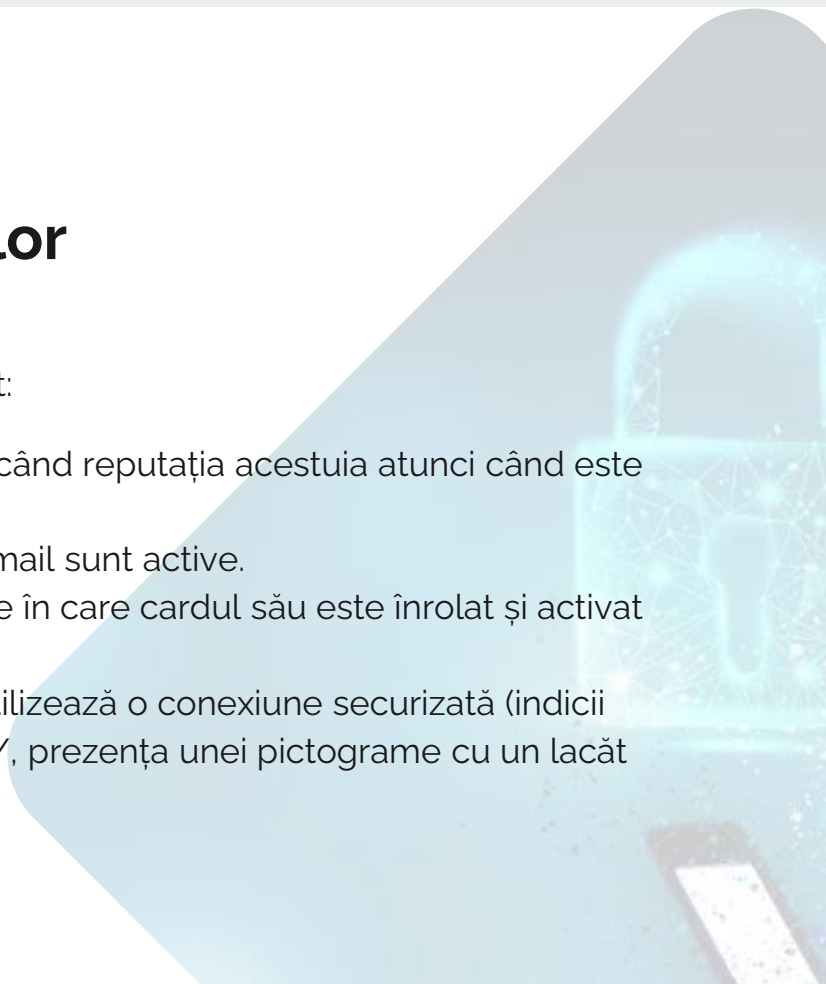 lor
t:
când reputația acestuia atunci când este
mail sunt active.
e în care cardul său este înrolat și activat
ilizează o conexiune securizată (indicii
/, prezența unei pictograme cu un lacăt